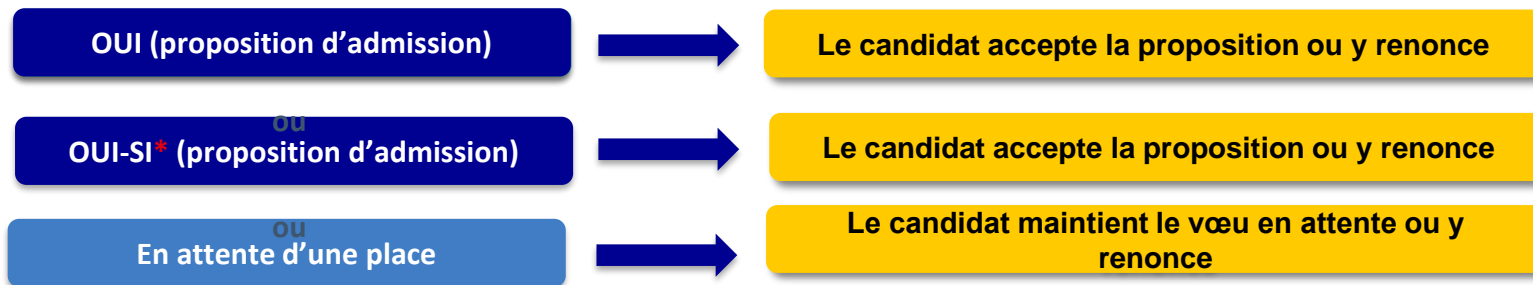 OUI (proposition d’admission)
Le candidat accepte la proposition ou y renonce
ou
OUI-SI* (proposition d’admission)
Le candidat accepte la proposition ou y renonce
ou
En attente d’une place
Le candidat maintient le vœu en attente ou y
renonce